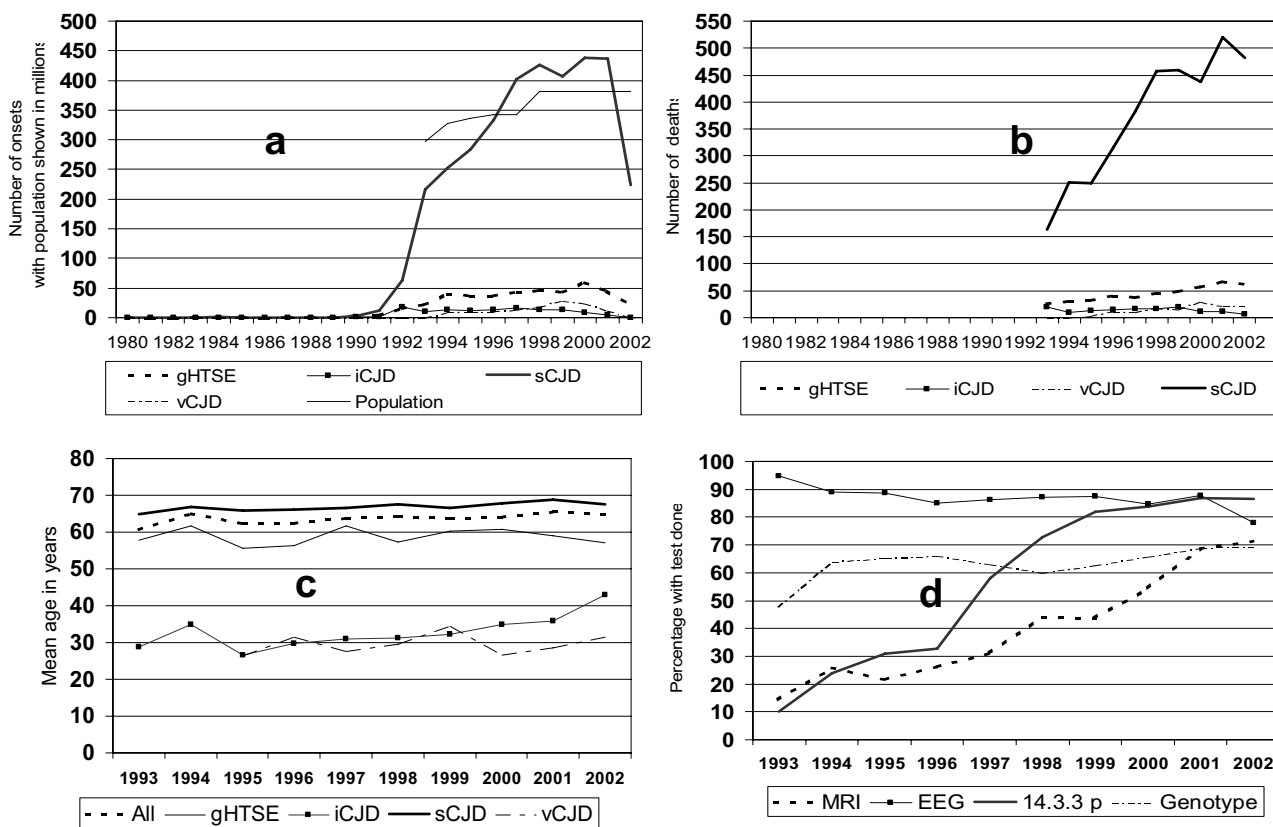 Number of onsets
with population shown in millions
500
450
400
350
300
250
200
150
100
50
0
a
1980 1982 1984 1986 1988 1990 1992 1994 1996 1998 2000 2002
gHTSE iCJD sCJD
vCJD Population
Number of deaths
550
500
450
400
350
300
250
200
150
100
50
0
b
1980 1982 1984 1986 1988 1990 1992 1994 1996 1998 2000 2002
gHTSE iCJD vCJD sCJD
Mean age in years
80
70
60
50
40
30
20
10
0
c
1993 1994 1995 1996 1997 1998 1999 2000 2001 2002
All gHTSE iCJD sCJD vCJD
Percentage with test done
100
90
80
70
60
50
40
30
20
10
0
d
1993 1994 1995 1996 1997 1998 1999 2000 2001 2002
MRI EEG 14.3.3 p Genotype